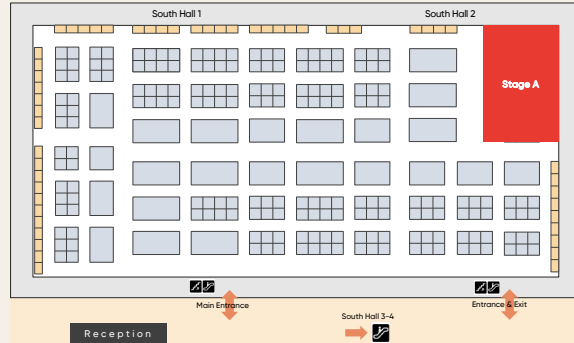 South Hall 1
South Hall 2
Stage A
Main Entrance
Entrance & Exit
South Hall 3-4
Reception